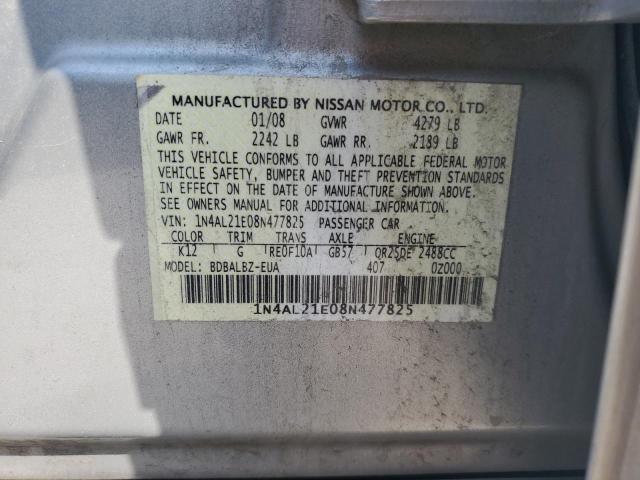 MANUFACTURED BY NISSAN MOTOR CO., LTD.
DATE 01/08 GVWR 4279 LB
GAWR FR. 2242 LB GAWR RR. 2189 LB
THIS VEHICLE CONFORMS TO ALL APPLICABLE FEDERAL MOTOR
VEHICLE SAFETY, BUMPER AND THEFT PREVENTION STANDARDS
IN EFFECT ON THE DATE OF MANUFACTURE SHOWN ABOVE.
SEE OWNERS MANUAL FOR ADDITIONAL INFORMATION.
VIN: 1N4AL21E08N477825 PASSENGER CAR
COLOR TRIM TRANS AXLE ENGINE
K12 G RE0F10A GB57 QR25DE 2488CC
MODEL: BDBALBZ-EUA 407 0Z000
1N4AL21E08N477825